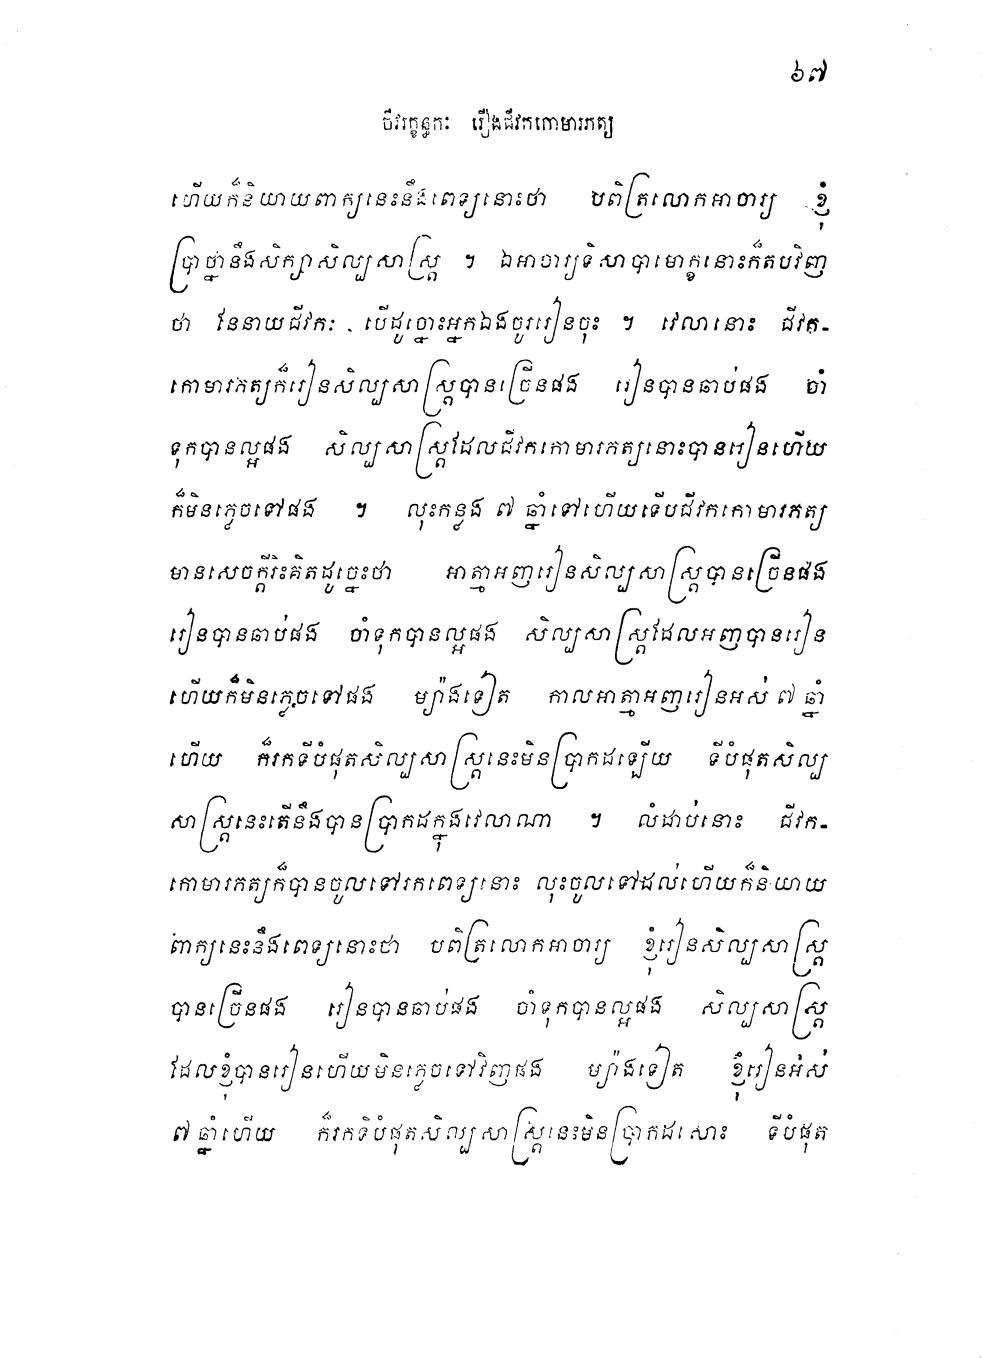 ៦៧
ចីវរក្ខន្ធកៈ រឿងជីវកកោមារភត្យ
ហើយក៏និយាយពាក្យនេះនឹងពេទ្យនោះថា បពិត្រលោកអាចារ្យ ខ្ញុំ
ប្រាថ្នានឹងសិក្សាសិល្បសាស្ត្រ ។ ឯអាចារ្យទិសាបាមោក្ខនោះក៏តបវិញ
ថា នែនាយជីវកៈ បើដូច្នោះអ្នកឯងចូររៀនចុះ ។ វេលានោះ ជីវក-
កោមារភត្យក៏រៀនសិល្បសាស្ត្របានច្រើនផង រៀនបានឆាប់ផង ចាំ
ទុកបានល្អផង សិល្បសាស្ត្រដែលជីវកកោមារភត្យនោះបានរៀនហើយ
ក៏មិនភ្លេចទៅផង ។ លុះកន្លង ៧ ឆ្នាំទៅហើយទើបជីវកកោមារភត្យ
មានសេចក្តីរិះគិតដូច្នេះថា អាត្មាអញរៀនសិល្បសាស្ត្របានច្រើនផង
រៀនបានឆាប់ផង ចាំទុកបានល្អផង សិល្បសាស្ត្រដែលអញបានរៀន
ហើយក៏មិនភ្លេចទៅផង ម្យ៉ាងទៀត កាលអាត្មាអញរៀនអស់ ៧ ឆ្នាំ
ហើយ ក៏រកទីបំផុតសិល្បសាស្ត្រនេះមិនប្រាកដឡើយ ទីបំផុតសិល្ប
សាស្ត្រនេះតើនឹងបានប្រាកដក្នុងវេលាណា ។ លំដាប់នោះ ជីវក-
កោមារភត្យក៏បានចូលទៅរកពេទ្យនោះ លុះចូលទៅដល់ហើយក៏និយាយ
ពាក្យនេះនឹងពេទ្យនោះថា បពិត្រលោកអាចារ្យ ខ្ញុំរៀនសិល្បសាស្ត្រ
បានច្រើនផង រៀនបានឆាប់ផង ចាំទុកបានល្អផង សិល្បសាស្ត្រ
ដែលខ្ញុំបានរៀនហើយមិនភ្លេចទៅវិញផង ម្យ៉ាងទៀត ខ្ញុំរៀនអស់
៧ ឆ្នាំហើយ ក៏រកទីបំផុតសិល្បសាស្ត្រនេះមិនប្រាកដសោះ ទីបំផុត